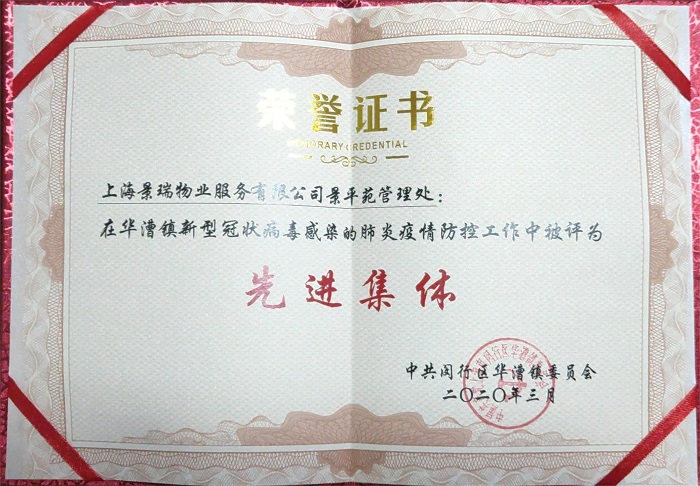 荣誉证书
HONORARY CREDENTIAL
上海景瑞物业服务有限公司景平苑管理处：
在华漕镇新型冠状病毒感染的肺炎疫情防控工作中被评为
先进集体
中共闵行区华漕镇委员会
二〇二〇年三月